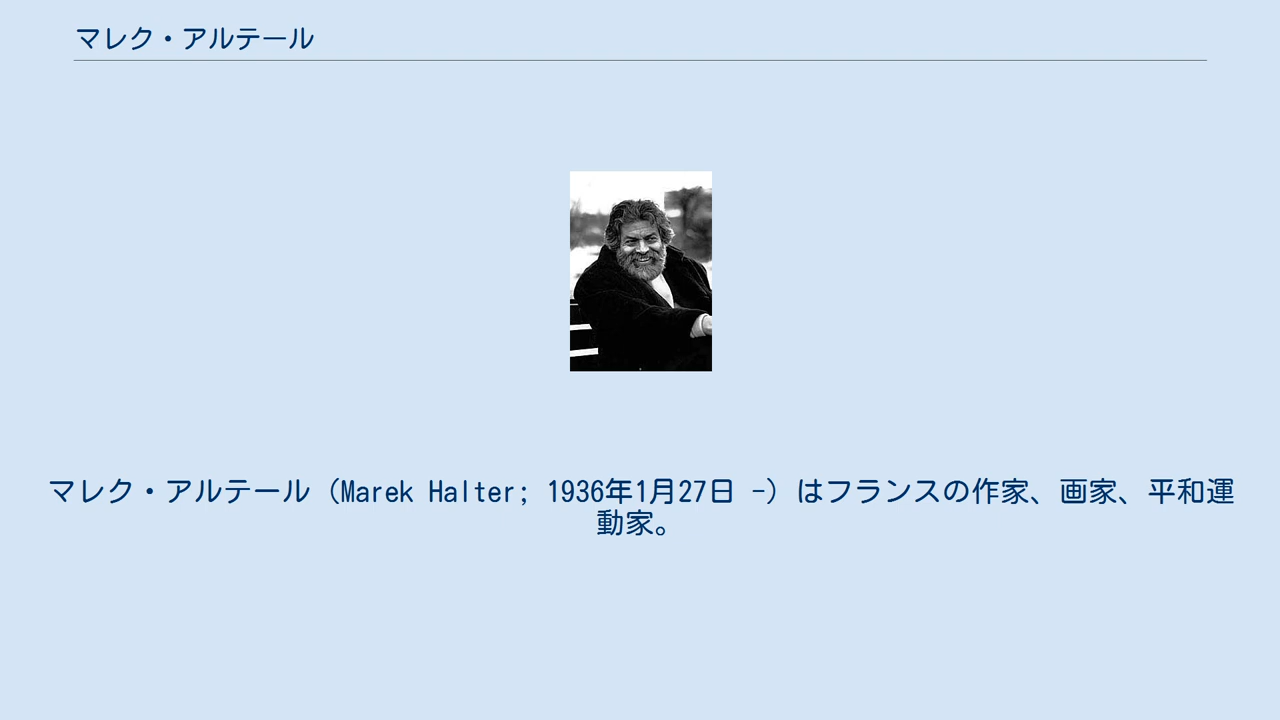 マレク・アルテール
マレク・アルテール（Marek Halter; 1936年1月27日 -）はフランスの作家、画家、平和運
動家。